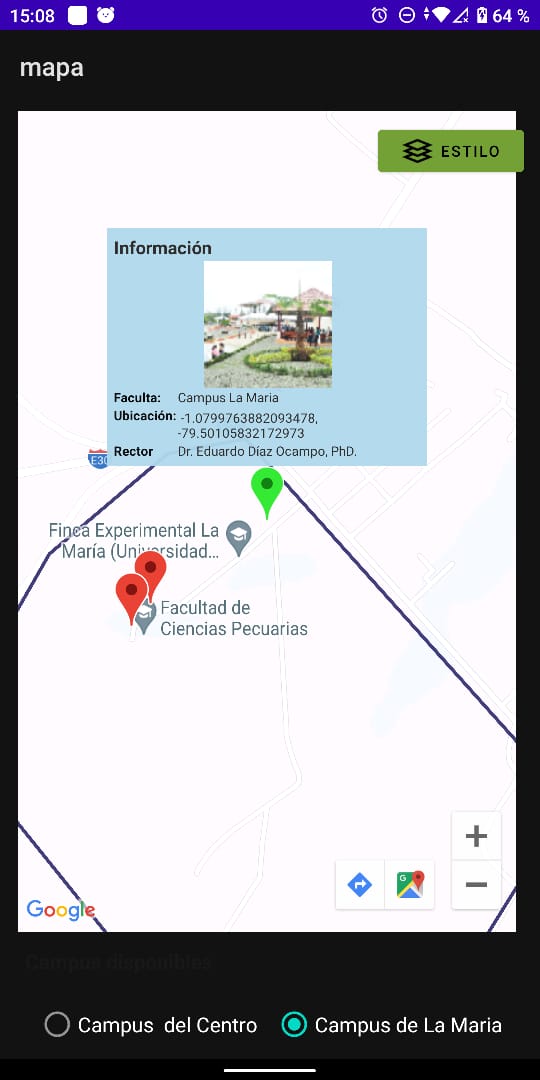 15:08
64 %
mapa
ESTILO
Información
Faculta: Campus La Maria
Ubicación: -1.0799763882093478,
-79.50105832172973
Rector Dr. Eduardo Díaz Ocampo, PhD.
E30
Finca Experimental La
María (Universidad...
Facultad de
Ciencias Pecuarias
+
G
−
Google
Campus disponibles
Campus del Centro
Campus de La Maria